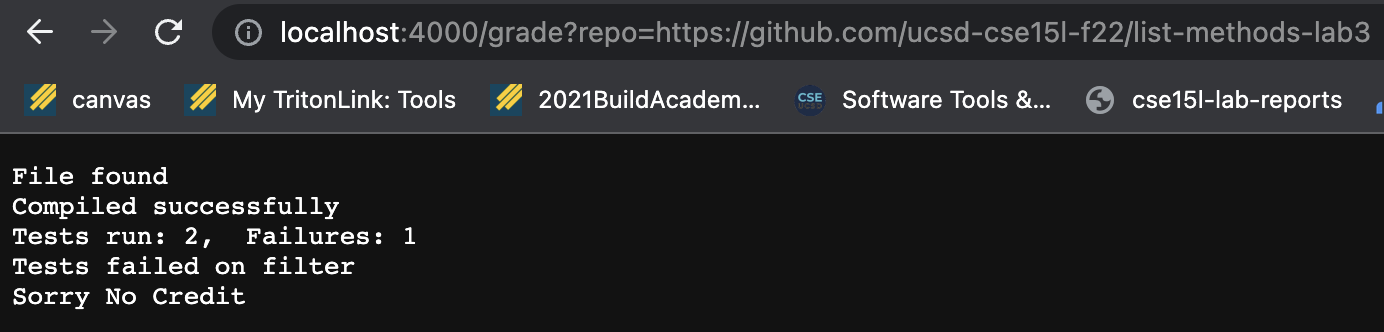 localhost:4000/grade?repo=https://github.com/ucsd-cse15l-f22/list-methods-lab3
canvas My TritonLink: Tools 2021BuildAcadem... CSE UCSD Software Tools &... cse15l-lab-reports
File found
Compiled successfully
Tests run: 2,  Failures: 1
Tests failed on filter
Sorry No Credit